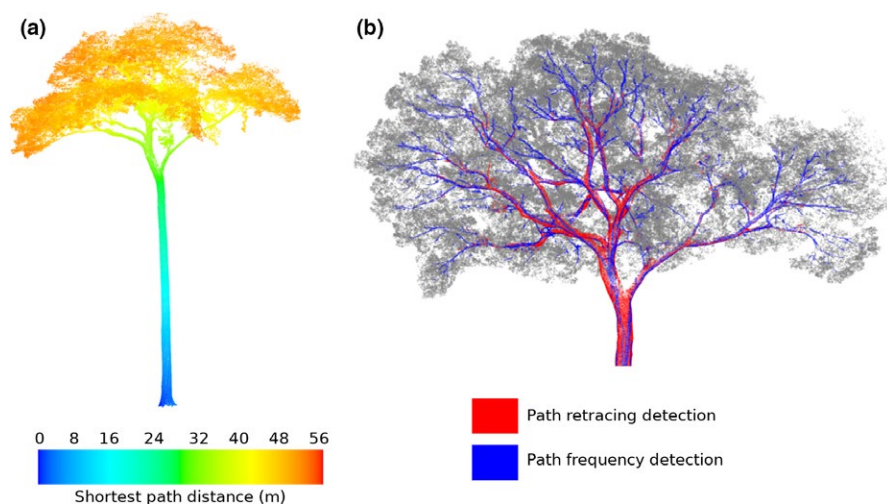 (a)
(b)
0 8 16 24 32 40 48 56
Shortest path distance (m)
Path retracing detection
Path frequency detection